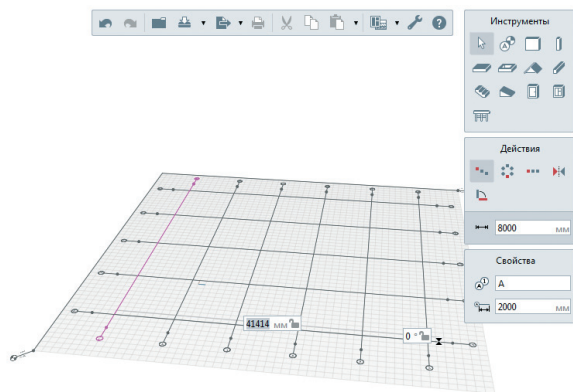 Инструменты
Действия
8000 мм
Свойства
A
2000 мм
41414 мм
0 °